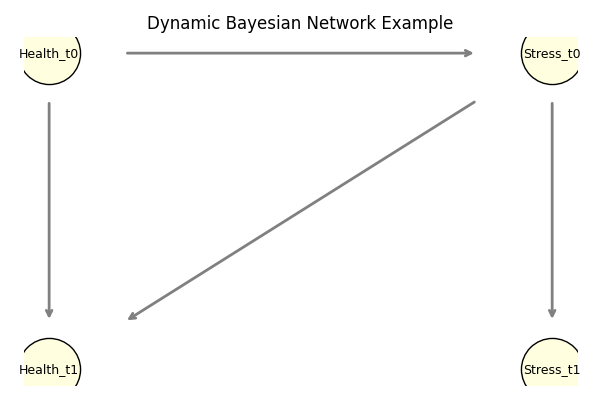 Dynamic Bayesian Network Example
Health_t0
Stress_t0
Health_t1
Stress_t1